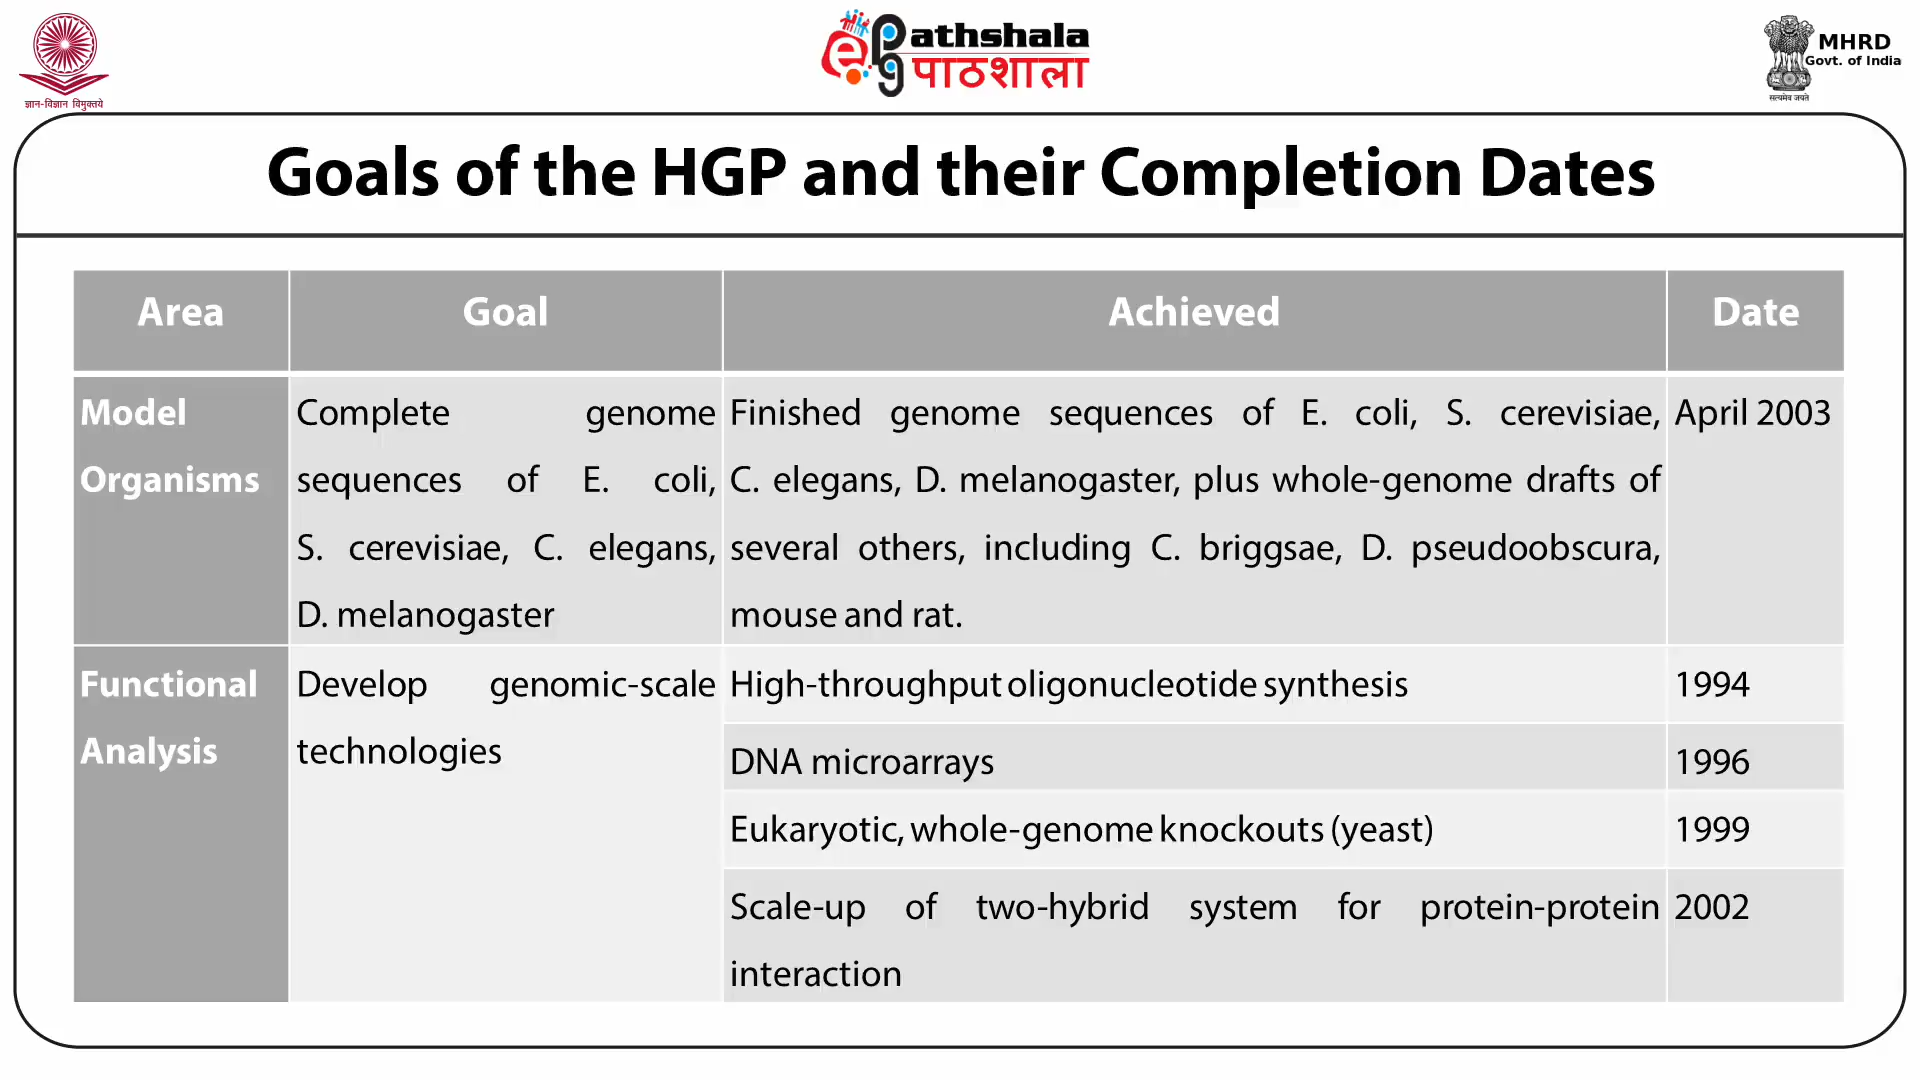 ज्ञान-विज्ञान विमुक्तये
ePathshala
पाठशाला
MHRD
Govt. of India
सत्यमेव जयते
Goals of the HGP and their Completion Dates
Area Goal Achieved Date
Model
Organisms
Complete genome
sequences of E. coli,
S. cerevisiae, C. elegans,
D. melanogaster
Finished genome sequences of E. coli, S. cerevisiae,
C. elegans, D. melanogaster, plus whole-genome drafts of
several others, including C. briggsae, D. pseudoobscura,
mouse and rat.
April 2003
Functional
Analysis
Develop genomic-scale
technologies
High-throughput oligonucleotide synthesis
1994
DNA microarrays
1996
Eukaryotic, whole-genome knockouts (yeast)
1999
Scale-up of two-hybrid system for protein-protein
interaction
2002